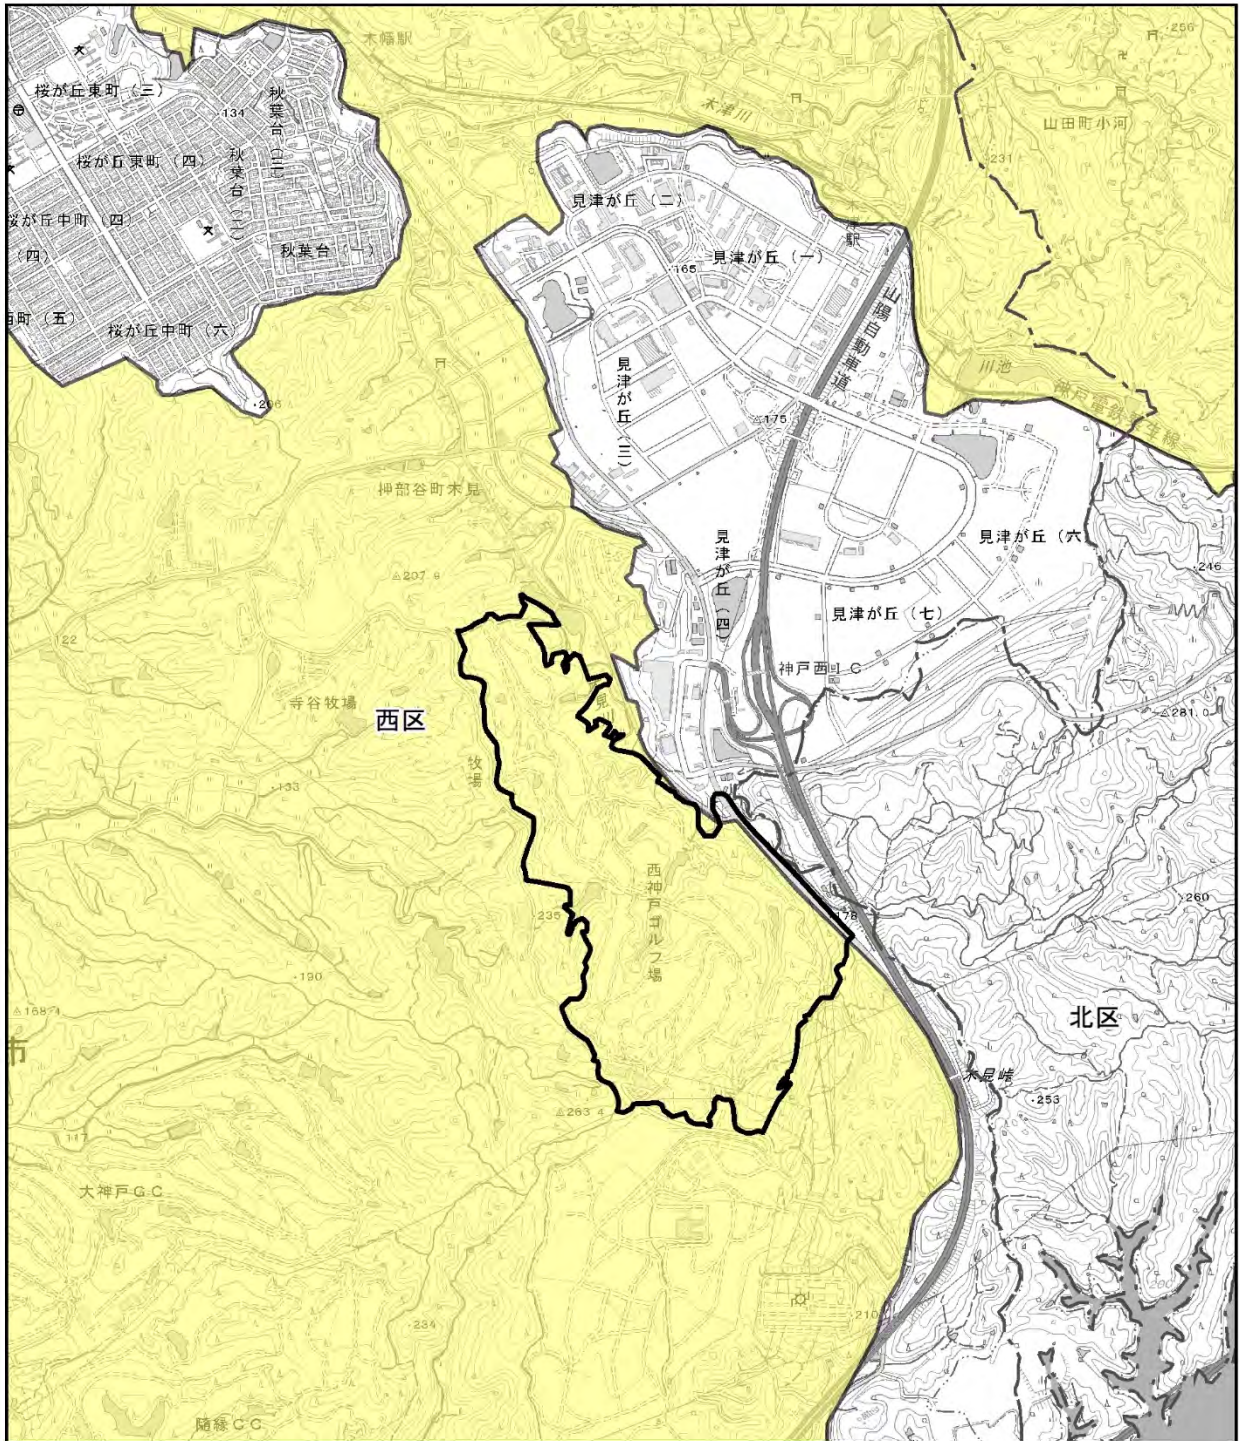 木幡駅
・256
桜が丘東町（三）
秋葉台（三）
・134
木津川
山田町小河
桜が丘東町（四）
秋葉台（二）
・231
桜が丘中町（四）
見津が丘（二）
（四）
秋葉台（一）
・165
見津が丘（一）
山陽自動車道
町（五）
桜が丘中町（六）
見津が丘（三）
川池
神戸電鉄粟生線
・206
△175
押部谷町木見
見津が丘（四）
見津が丘（六
・246
△207.9
見津が丘（七）
・122
神戸西IC
寺谷牧場
西区
△281.0
牧場
・133
西神戸ゴルフ場
・235
・178
・260
・190
△168.4
北区
市
木見峠
・253
△263.4
・117
大神戸GC
・210
・234
随縁CC